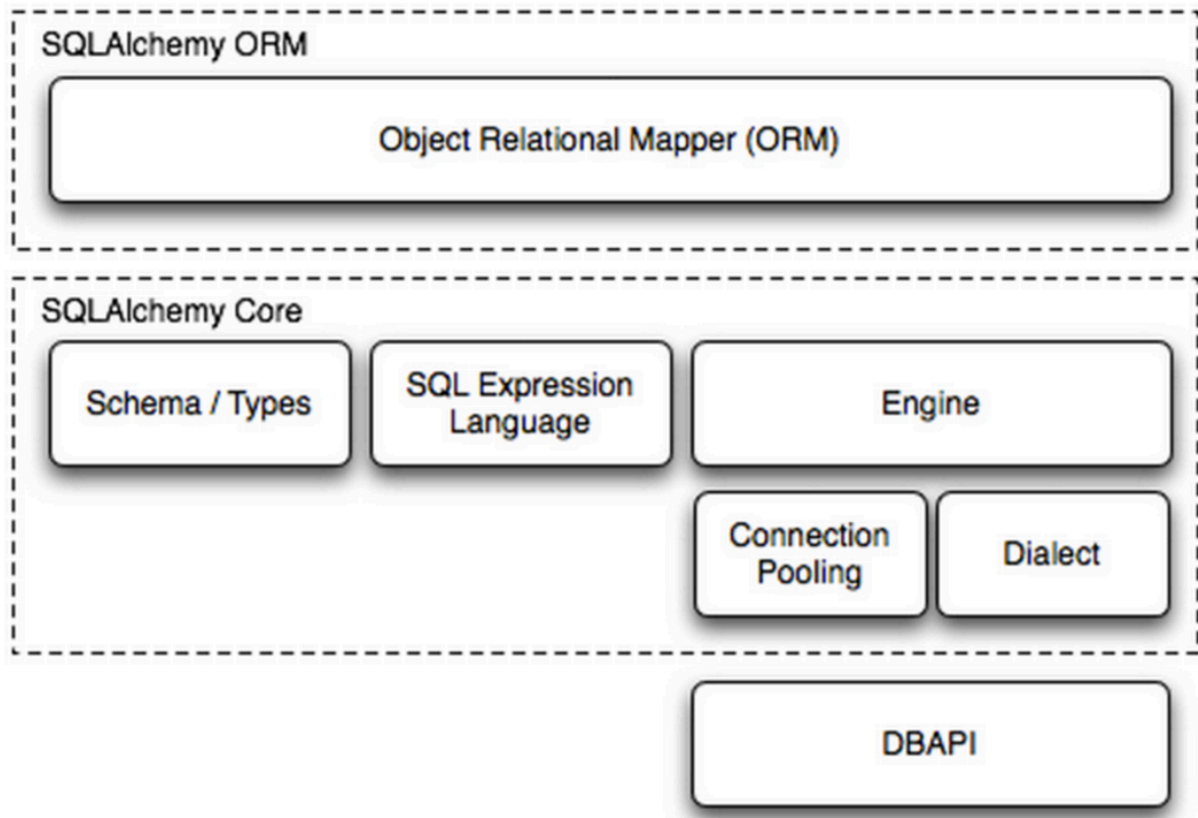 SQLAlchemy ORM
Object Relational Mapper (ORM)
SQLAlchemy Core
Schema / Types
SQL Expression
Language
Engine
Connection
Pooling
Dialect
DBAPI